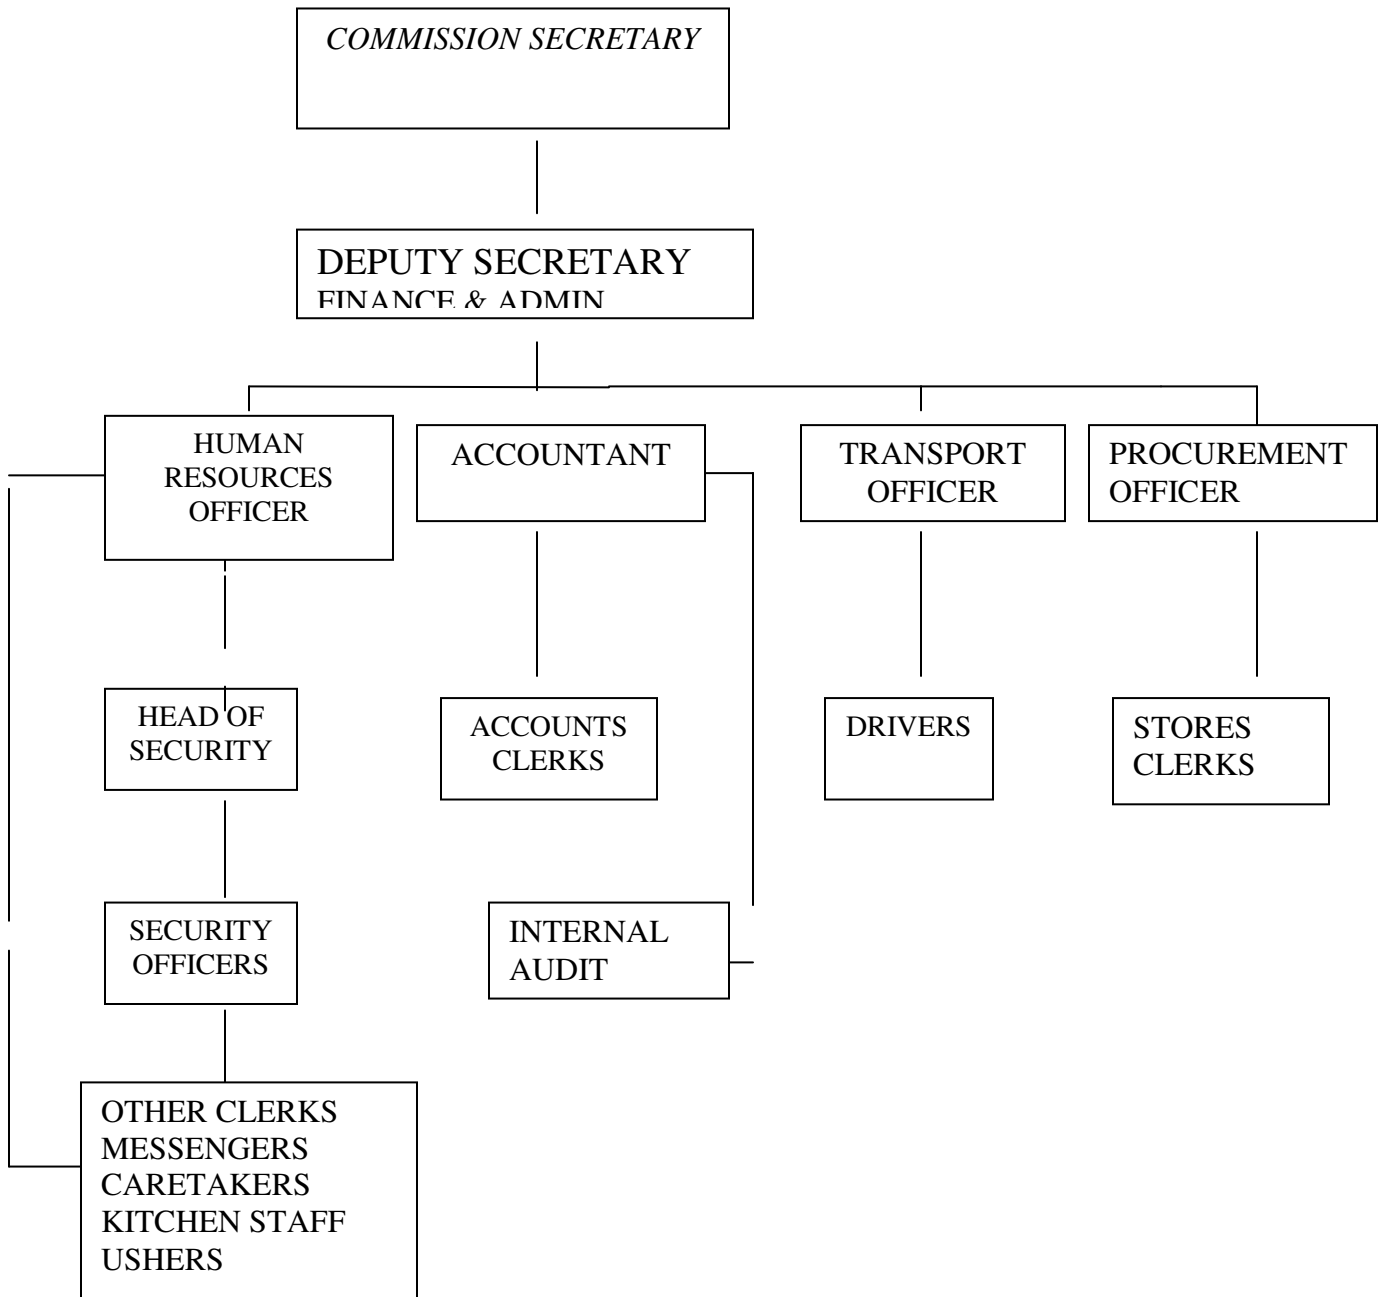 COMMISSION SECRETARY
DEPUTY SECRETARY
FINANCE & ADMIN
HUMAN
RESOURCES
OFFICER
ACCOUNTANT
TRANSPORT
OFFICER
PROCUREMENT
OFFICER
HEAD OF
SECURITY
ACCOUNTS
CLERKS
DRIVERS
STORES
CLERKS
SECURITY
OFFICERS
INTERNAL
AUDIT
OTHER CLERKS
MESSENGERS
CARETAKERS
KITCHEN STAFF
USHERS